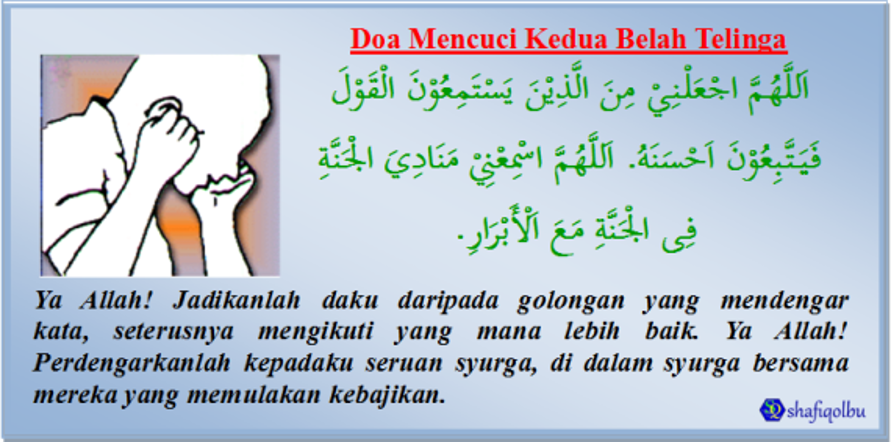 Doa Mencuci Kedua Belah Telinga
اَللَّهُمَّ اجْعَلْنِيْ مِنَ الَّذِيْنَ يَسْتَمِعُوْنَ الْقَوْلَ
فَيَتَّبِعُوْنَ اَحْسَنَهُ. اَللَّهُمَّ اسْمِعْنِيْ مَنَادِيَ الْجَنَّةِ
فِى الْجَنَّةِ مَعَ الْأَبْرَارِ.
Ya Allah! Jadikanlah daku daripada golongan yang mendengar
kata, seterusnya mengikuti yang mana lebih baik. Ya Allah!
Perdengarkanlah kepadaku seruan syurga, di dalam syurga bersama
mereka yang memulakan kebajikan.
shafiqolbu